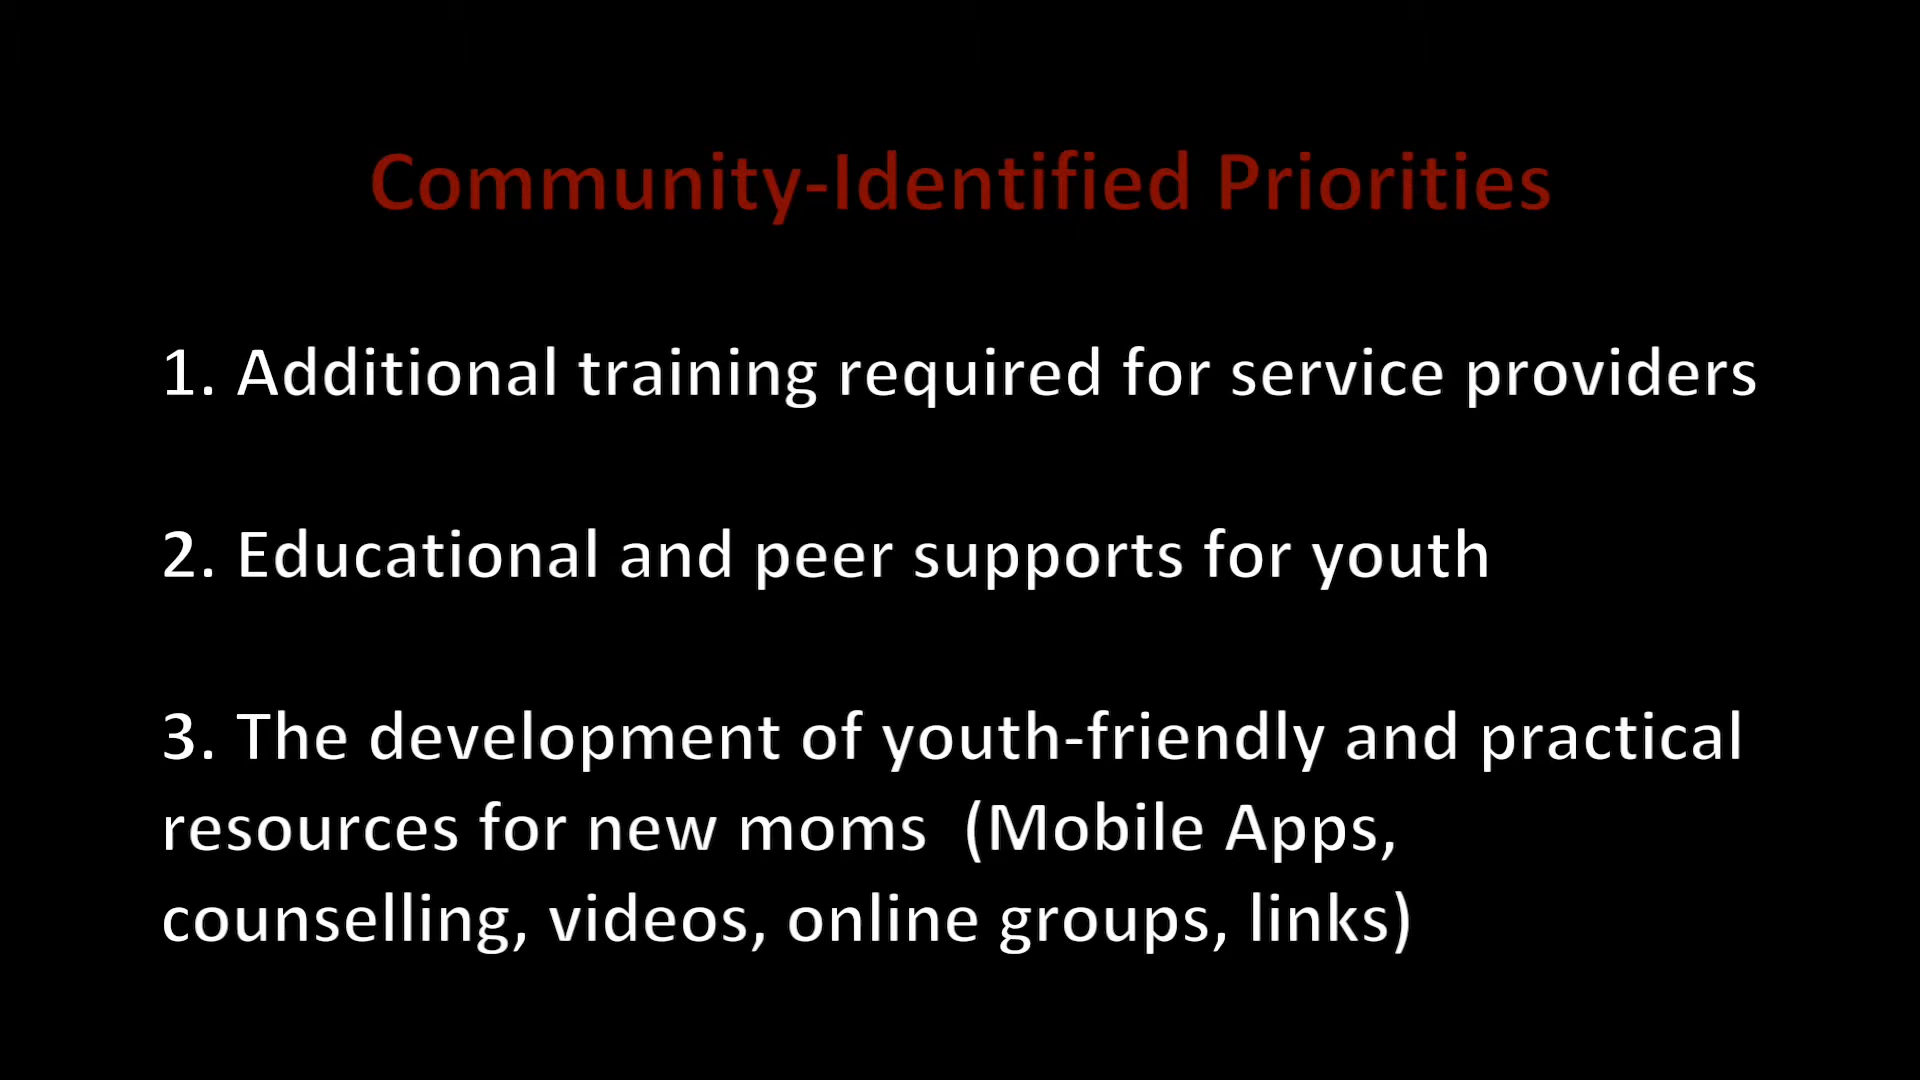 Community-Identified Priorities
1. Additional training required for service providers
2. Educational and peer supports for youth
3. The development of youth-friendly and practical
resources for new moms  (Mobile Apps,
counselling, videos, online groups, links)